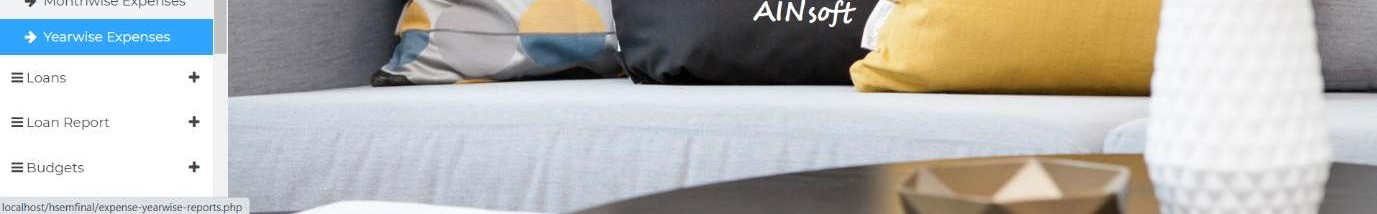 Monthwise Expenses
AINsoft
Yearwise Expenses
Loans
Loan Report
Budgets
localhost/hsemfinal/expense-yearwise-reports.php